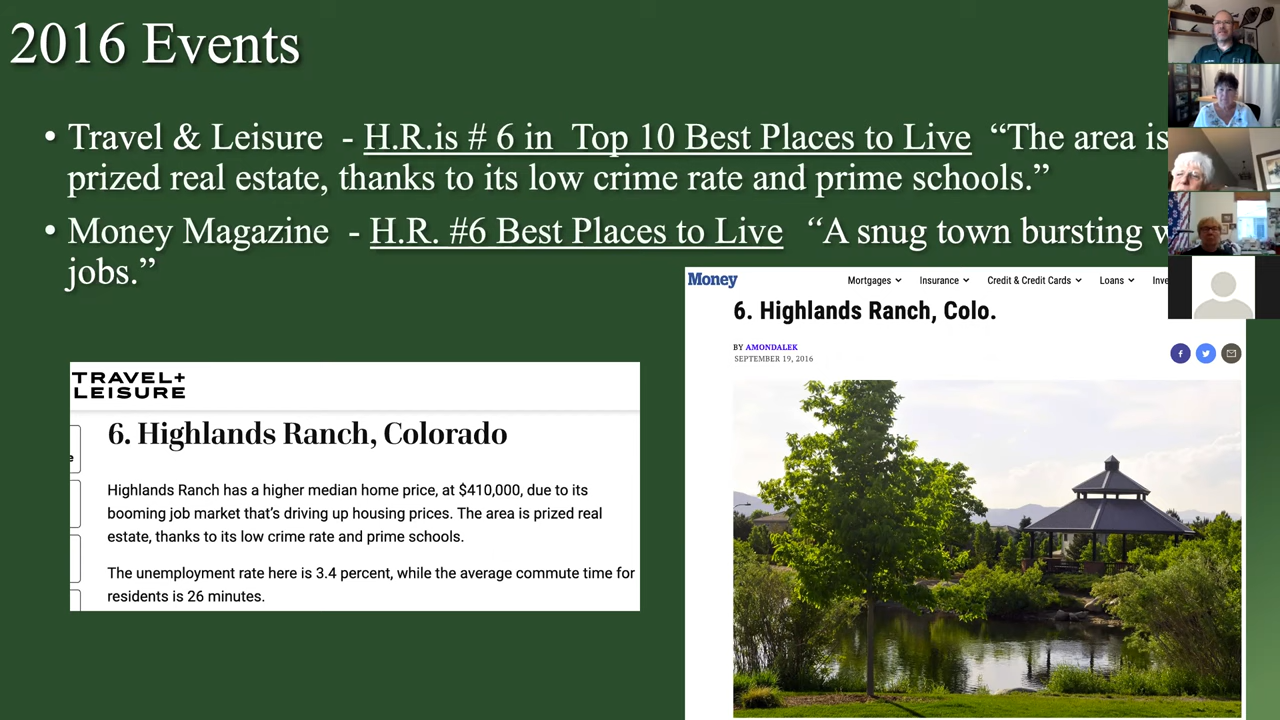 2016 Events
• Travel & Leisure - H.R.is # 6 in Top 10 Best Places to Live “The area is
prized real estate, thanks to its low crime rate and prime schools.”
• Money Magazine - H.R. #6 Best Places to Live “A snug town bursting
jobs.”
Money
Mortgages
Insurance
Credit & Credit Cards
Loans
6. Highlands Ranch, Colo.
BY AMONDALEK
SEPTEMBER 19, 2016
TRAVEL+
LEISURE
6. Highlands Ranch, Colorado
Highlands Ranch has a higher median home price, at $410,000, due to its
booming job market that’s driving up housing prices. The area is prized real
estate, thanks to its low crime rate and prime schools.
The unemployment rate here is 3.4 percent, while the average commute time for
residents is 26 minutes.